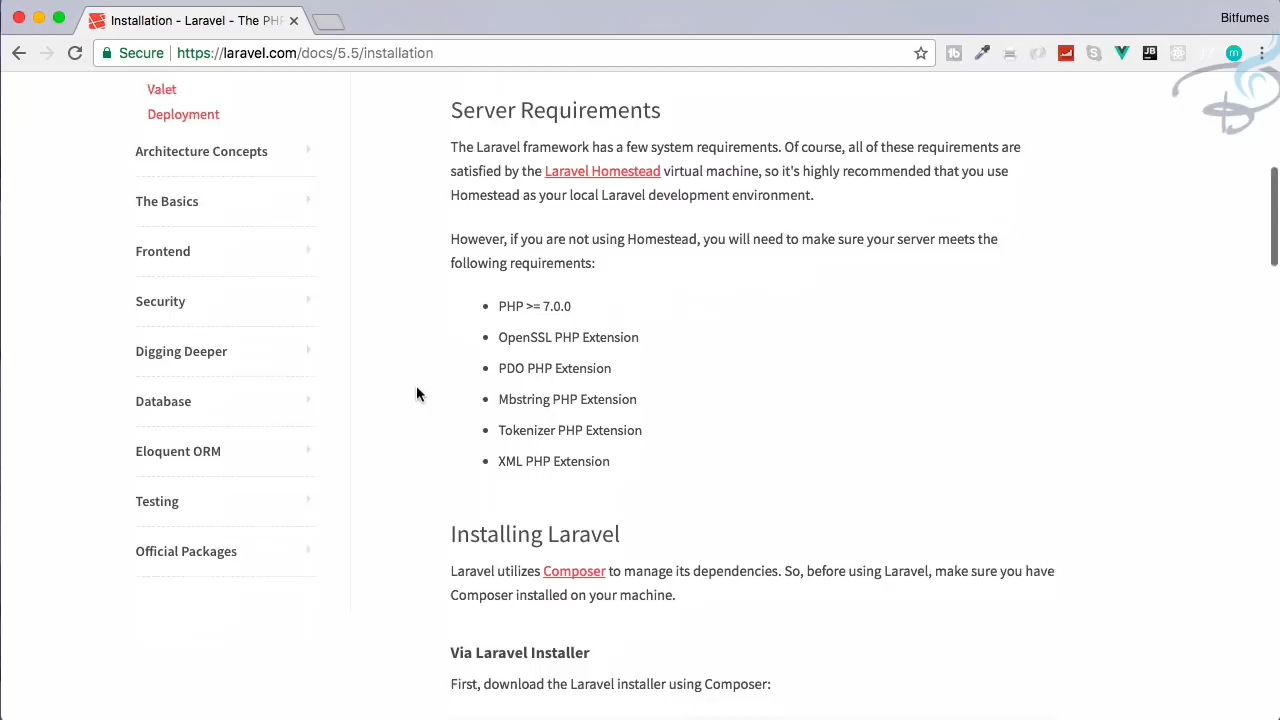 Installation - Laravel - The PHP
Bitfumes
Secure https://laravel.com/docs/5.5/installation
Valet
Deployment
Architecture Concepts
The Basics
Frontend
Security
Digging Deeper
Database
Eloquent ORM
Testing
Official Packages
Server Requirements
The Laravel framework has a few system requirements. Of course, all of these requirements are
satisfied by the Laravel Homestead virtual machine, so it's highly recommended that you use
Homestead as your local Laravel development environment.
However, if you are not using Homestead, you will need to make sure your server meets the
following requirements:
PHP >= 7.0.0
OpenSSL PHP Extension
PDO PHP Extension
Mbstring PHP Extension
Tokenizer PHP Extension
XML PHP Extension
Installing Laravel
Laravel utilizes Composer to manage its dependencies. So, before using Laravel, make sure you have
Composer installed on your machine.
Via Laravel Installer
First, download the Laravel installer using Composer: